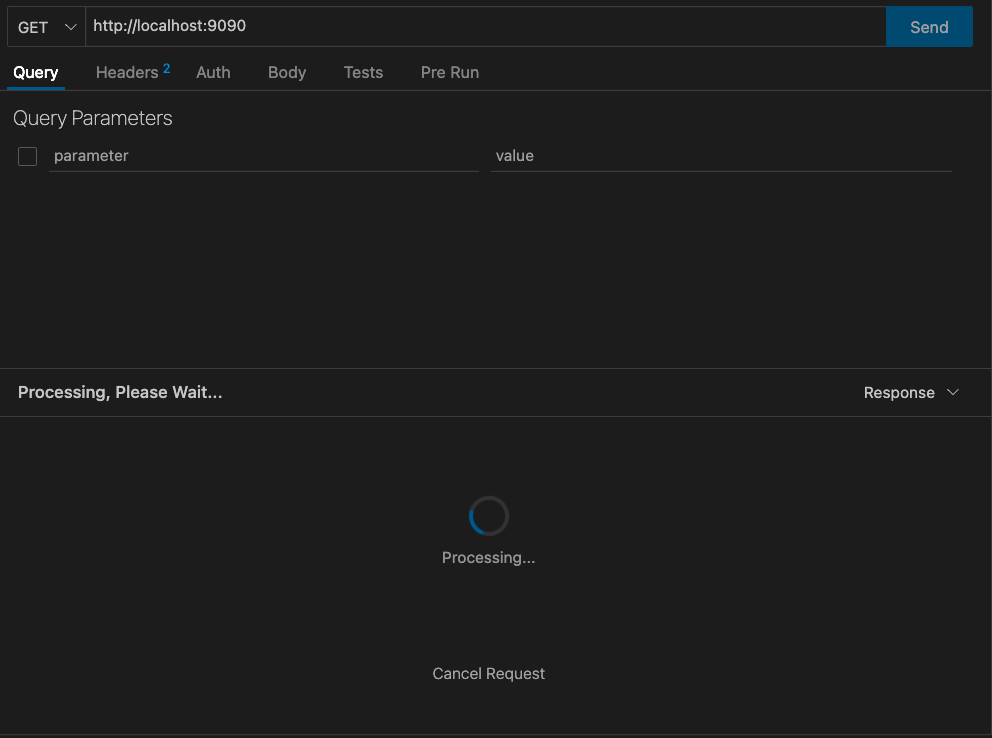 GET http://localhost:9090 Send
Query Headers 2 Auth Body Tests Pre Run
Query Parameters
parameter value
Processing, Please Wait... Response
Processing...
Cancel Request